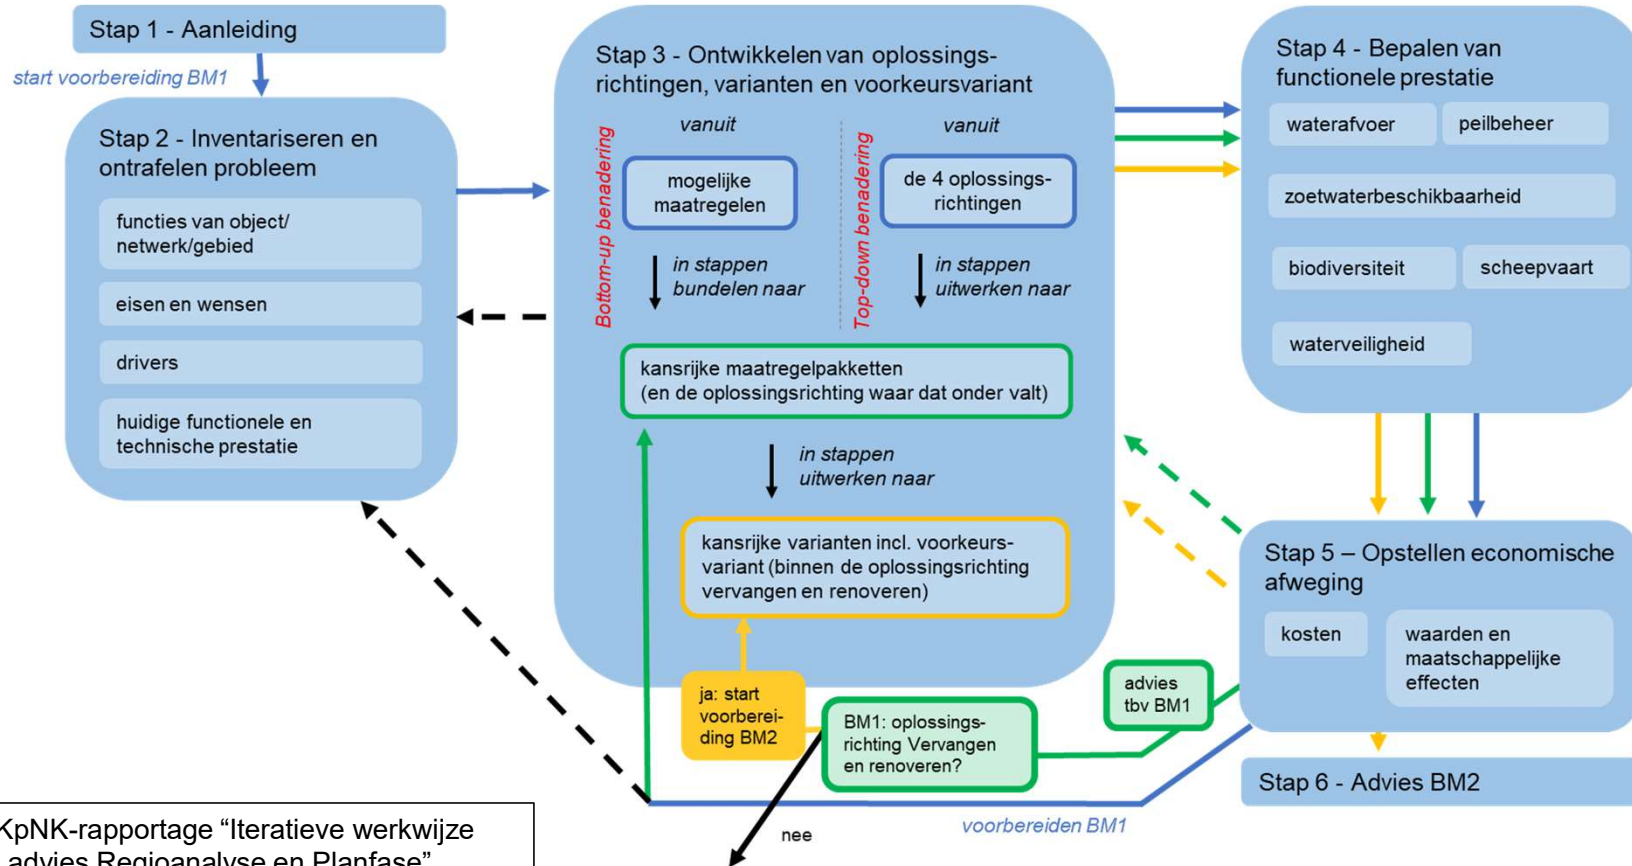 Stap 1 - Aanleiding
start voorbereiding BM1
Stap 2 - Inventariseren en
ontrafelen probleem
functies van object/
netwerk/gebied
eisen en wensen
drivers
huidige functionele en
technische prestatie
Stap 3 - Ontwikkelen van oplossings-
richtingen, varianten en voorkeursvariant
Bottom-up benadering
vanuit
mogelijke
maatregelen
in stappen
bundelen naar
Top-down benadering
vanuit
de 4 oplossings-
richtingen
in stappen
uitwerken naar
kansrijke maatregelpakketten
(en de oplossingsrichting waar dat onder valt)
in stappen
uitwerken naar
kansrijke varianten incl. voorkeurs-
variant (binnen de oplossingsrichting
vervangen en renoveren)
ja: start
voorberei-
ding BM2
BM1: oplossings-
richting Vervangen
en renoveren?
advies
tbv BM1
nee
voorbereiden BM1
Stap 4 - Bepalen van
functionele prestatie
waterafvoer
peilbeheer
zoetwaterbeschikbaarheid
biodiversiteit
scheepvaart
waterveiligheid
Stap 5 – Opstellen economische
afweging
kosten
waarden en
maatschappelijke
effecten
Stap 6 - Advies BM2
KpNK-rapportage “Iteratieve werkwijze
advies Regioanalyse en Planfase”